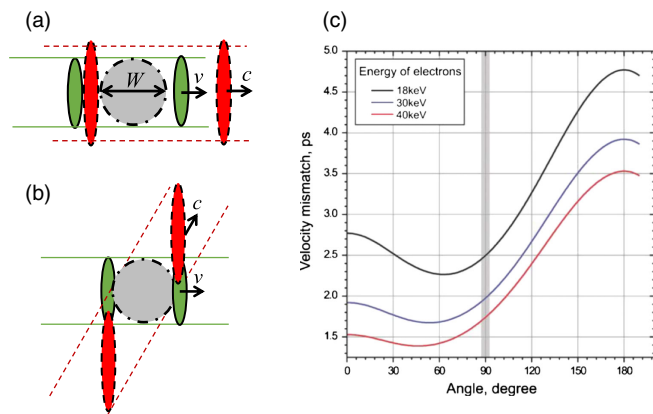 (a)
W
v
c
(b)
c
v
(c)
Velocity mismatch, ps
5.0
4.5
4.0
3.5
3.0
2.5
2.0
1.5
Energy of electrons
18keV
30keV
40keV
0 30 60 90 120 150 180
Angle, degree